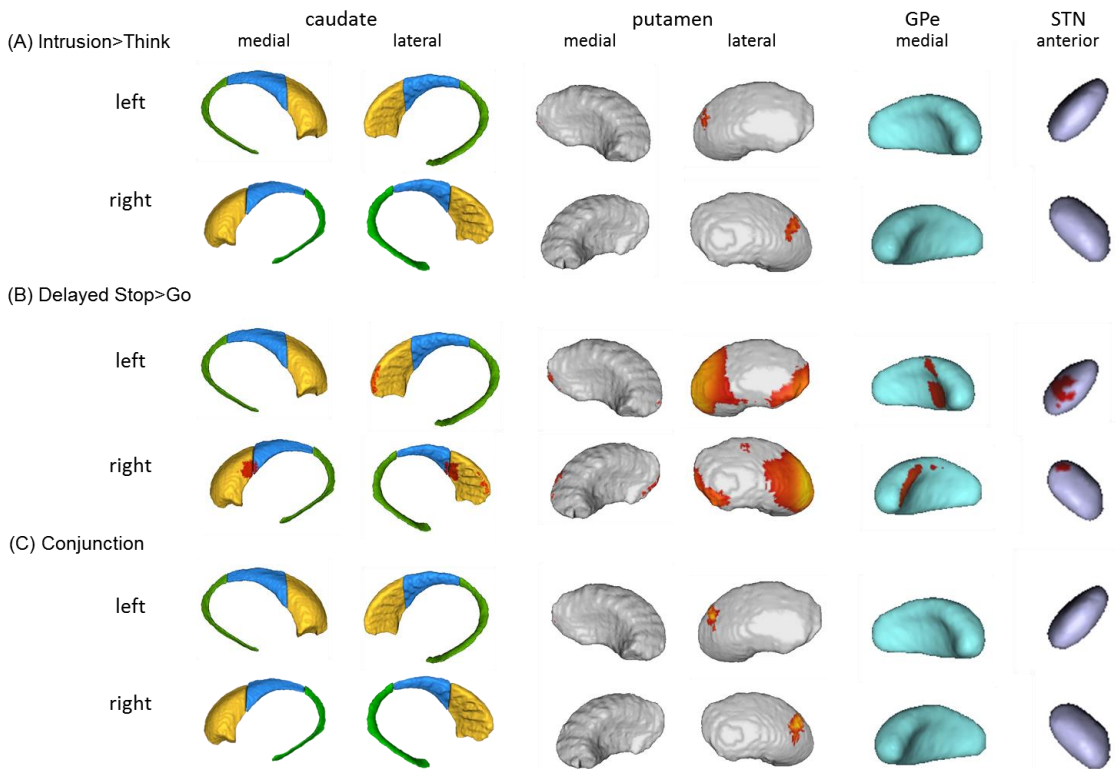 caudate putamen GPe STN
(A) Intrusion>Think medial lateral medial lateral medial anterior
left
right
(B) Delayed Stop>Go
left
right
(C) Conjunction
left
right